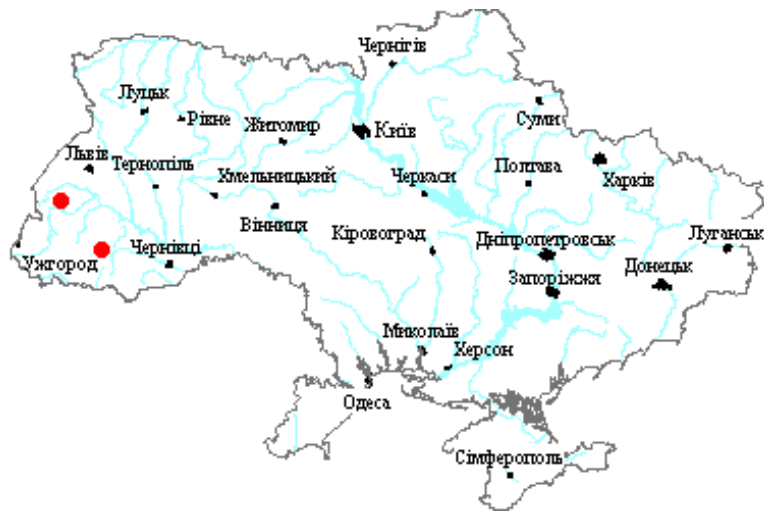 Чернігів
Луцьк
Рівне
Суми
Житомир
Київ
Львів
Тернопіль
Хмельницький
Черкаси
Полтава
Харків
Вінниця
Кіровоград
Дніпропетровськ
Луганськ
Ужгород
Чернівці
Запоріжжя
Донецьк
Миколаїв
Херсон
Одеса
Сімферополь